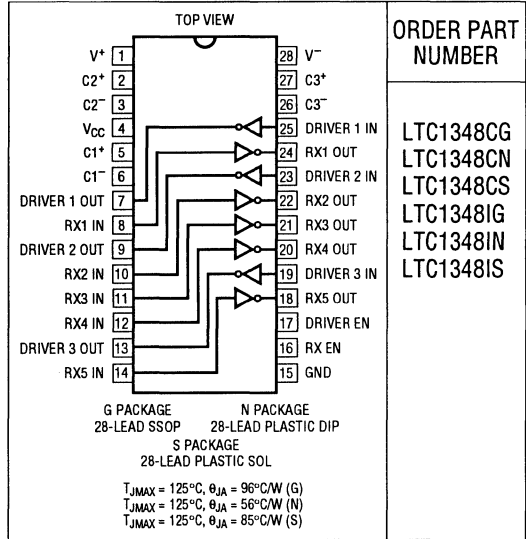 TOP VIEW
V+ 1
C2+ 2
C2− 3
VCC 4
C1+ 5
C1− 6
DRIVER 1 OUT 7
RX1 IN 8
DRIVER 2 OUT 9
RX2 IN 10
RX3 IN 11
RX4 IN 12
DRIVER 3 OUT 13
RX5 IN 14
28 V−
27 C3+
26 C3−
25 DRIVER 1 IN
24 RX1 OUT
23 DRIVER 2 IN
22 RX2 OUT
21 RX3 OUT
20 RX4 OUT
19 DRIVER 3 IN
18 RX5 OUT
17 DRIVER EN
16 RX EN
15 GND
G PACKAGE
28-LEAD SSOP
N PACKAGE
28-LEAD PLASTIC DIP
S PACKAGE
28-LEAD PLASTIC SOL
TJMAX = 125°C, θJA = 96°C/W (G)
TJMAX = 125°C, θJA = 56°C/W (N)
TJMAX = 125°C, θJA = 85°C/W (S)
ORDER PART
NUMBER
LTC1348CG
LTC1348CN
LTC1348CS
LTC1348IG
LTC1348IN
LTC1348IS